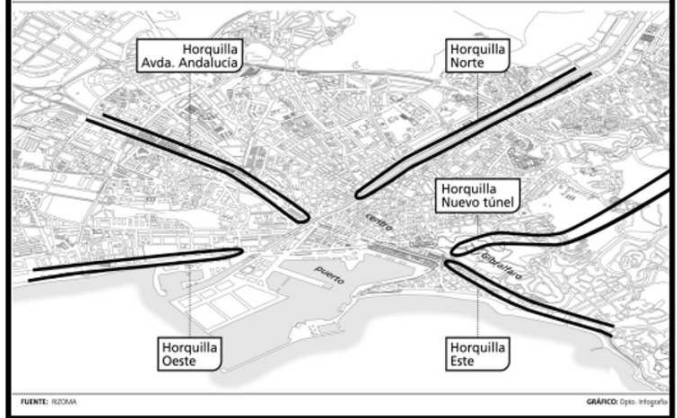 Horquilla
Avda. Andalucía
Horquilla
Norte
Horquilla
Nuevo túnel
centro
Gibralfaro
puerto
Horquilla
Oeste
Horquilla
Este
FUENTE: RIZOMA
GRÁFICO: Dpto. Infografía